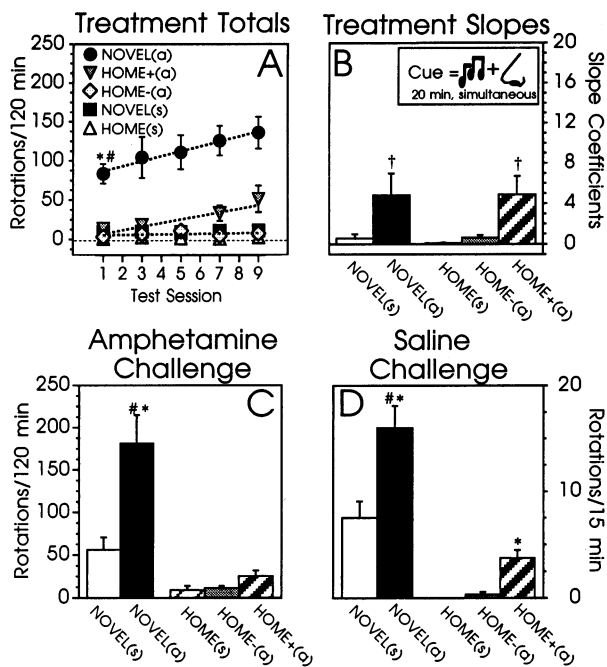 Treatment Totals
Rotations/120 min
250
200
150
100
50
0
A
NOVEL(a)
HOME+(a)
HOME-(a)
NOVEL(s)
HOME(s)
*#
1 2 3 4 5 6 7 8 9
Test Session
Treatment Slopes
B
Cue = +
20 min, simultaneous
†
†
20
16
12
8
4
0
Slope Coefficients
NOVEL(s)
NOVEL(a)
HOME(s)
HOME-(a)
HOME+(a)
Amphetamine
Challenge
Rotations/120 min
250
200
150
100
50
0
C
#*
NOVEL(s)
NOVEL(a)
HOME(s)
HOME-(a)
HOME+(a)
Saline
Challenge
D
#*
*
20
10
0
Rotations/15 min
NOVEL(s)
NOVEL(a)
HOME(s)
HOME-(a)
HOME+(a)